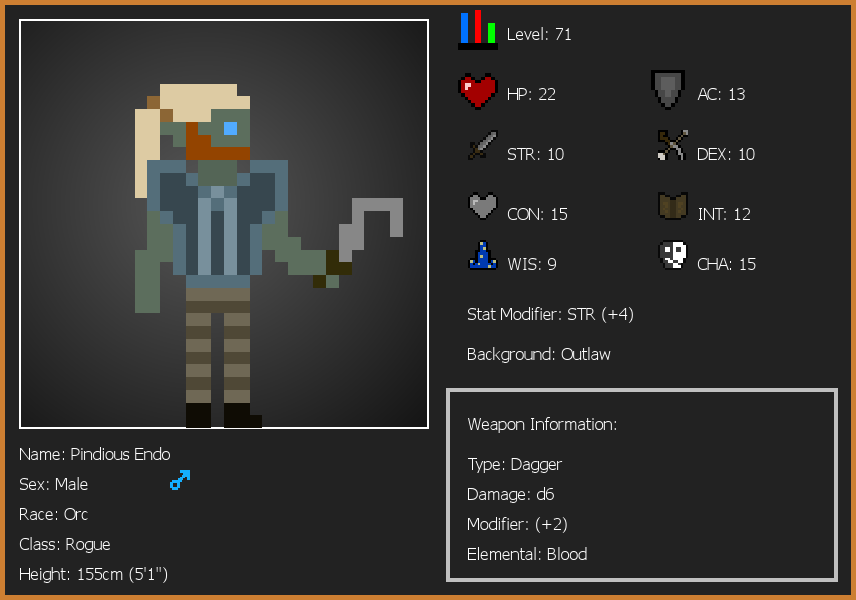 Level: 71
HP: 22
AC: 13
STR: 10
DEX: 10
CON: 15
INT: 12
WIS: 9
CHA: 15
Stat Modifier: STR (+4)
Background: Outlaw
Weapon Information:
Type: Dagger
Damage: d6
Modifier: (+2)
Elemental: Blood
Name: Pindious Endo
Sex: Male
Race: Orc
Class: Rogue
Height: 155cm (5'1")